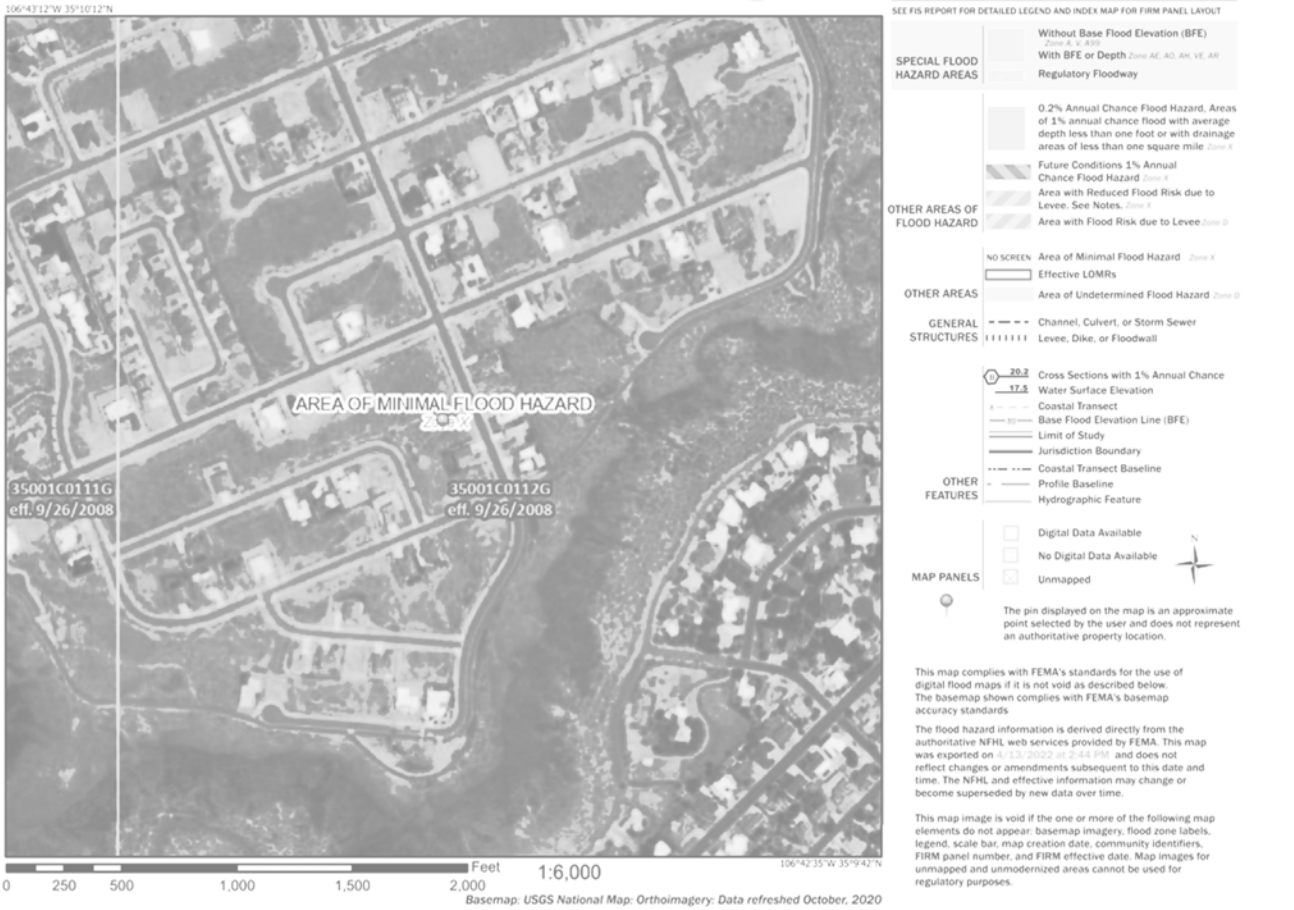 106°43'12"W 35°10'12"N
AREA OF MINIMAL FLOOD HAZARD
Zone X
35001C0111G
eff. 9/26/2008
35001C0112G
eff. 9/26/2008
106°42'35"W 35°9'42"N
Feet
0 250 500 1,000 1,500 2,000
1:6,000
Basemap: USGS National Map: Orthoimagery: Data refreshed October, 2020
SEE FIS REPORT FOR DETAILED LEGEND AND INDEX MAP FOR FIRM PANEL LAYOUT
SPECIAL FLOOD
HAZARD AREAS
Without Base Flood Elevation (BFE)
Zone A, V, A99
With BFE or Depth Zone AE, AO, AH, VE, AR
Regulatory Floodway
OTHER AREAS OF
FLOOD HAZARD
0.2% Annual Chance Flood Hazard, Areas
of 1% annual chance flood with average
depth less than one foot or with drainage
areas of less than one square mile Zone X
Future Conditions 1% Annual
Chance Flood Hazard Zone X
Area with Reduced Flood Risk due to
Levee. See Notes. Zone X
Area with Flood Risk due to Levee Zone D
OTHER AREAS
NO SCREEN Area of Minimal Flood Hazard Zone X
Effective LOMRs
Area of Undetermined Flood Hazard Zone D
GENERAL
STRUCTURES
Channel, Culvert, or Storm Sewer
Levee, Dike, or Floodwall
OTHER
FEATURES
B 20.2 Cross Sections with 1% Annual Chance
17.5 Water Surface Elevation
Coastal Transect
Base Flood Elevation Line (BFE)
Limit of Study
Jurisdiction Boundary
Coastal Transect Baseline
Profile Baseline
Hydrographic Feature
MAP PANELS
Digital Data Available
No Digital Data Available
Unmapped
N
The pin displayed on the map is an approximate
point selected by the user and does not represent
an authoritative property location.
This map complies with FEMA's standards for the use of
digital flood maps if it is not void as described below.
The basemap shown complies with FEMA's basemap
accuracy standards
The flood hazard information is derived directly from the
authoritative NFHL web services provided by FEMA. This map
was exported on 4/13/2022 at 2:44 PM and does not
reflect changes or amendments subsequent to this date and
time. The NFHL and effective information may change or
become superseded by new data over time.
This map image is void if the one or more of the following map
elements do not appear: basemap imagery, flood zone labels,
legend, scale bar, map creation date, community identifiers,
FIRM panel number, and FIRM effective date. Map images for
unmapped and unmodernized areas cannot be used for
regulatory purposes.